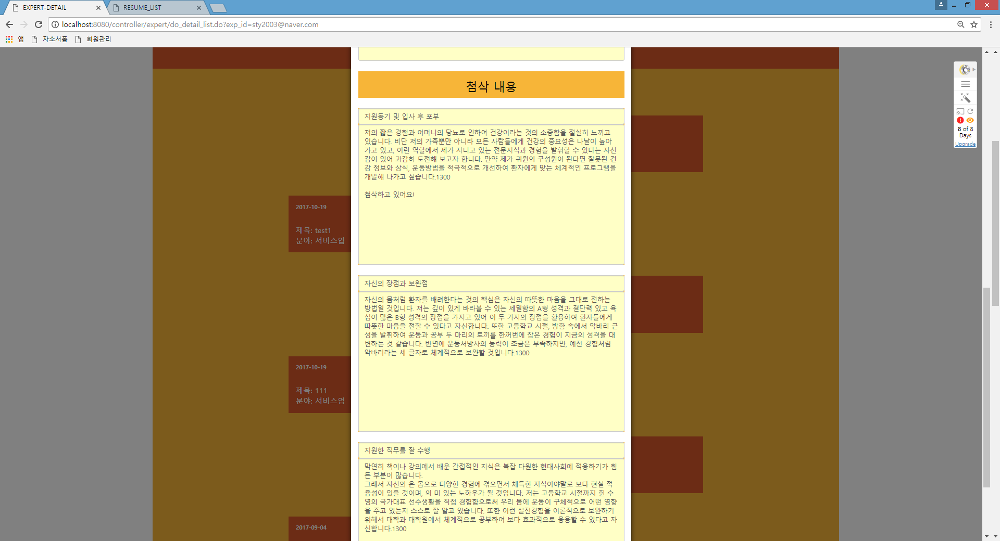 EXPERT-DETAIL
RESUME_LIST
localhost:8080/controller/expert/do_detail_list.do?exp_id=sty2003@naver.com
앱
자소서폼
회원관리
첨삭 내용
지원동기 및 입사 후 포부
저의 짧은 경험과 어머니의 당뇨로 인하여 건강이라는 것의 소중함을 절실히 느끼고
있습니다. 비단 저의 가족뿐만 아니라 모든 사람들에게 건강의 중요성은 나날이 높아
가고 있고, 이런 역할에서 제가 지니고 있는 전문지식과 경험을 발휘할 수 있다는 자신
감이 있어 과감히 도전해 보고자 합니다. 만약 제가 귀원의 구성원이 된다면 잘못된 건
강 정보와 상식, 운동방법을 적극적으로 개선하여 환자에게 맞는 체계적인 프로그램을
개발해 나가고 싶습니다.1300
첨삭하고 있어요!
자신의 장점과 보완점
자신의 몸처럼 환자를 배려한다는 것의 핵심은 자신의 따뜻한 마음을 그대로 전하는
방법일 것입니다. 저는 깊이 있게 바라볼 수 있는 세밀함의 A형 성격과 결단력 있고 욕
심이 많은 B형 성격의 장점을 가지고 있어 이 두 가지의 장점을 활용하여 환자들에게
따뜻한 마음을 전할 수 있다고 자신합니다. 또한 고등학교 시절, 방황 속에서 악바리 근
성을 발휘하여 운동과 공부 두 마리의 토끼를 한꺼번에 잡은 경험이 지금의 성격을 대
변하는 것 같습니다. 반면에 운동처방사의 능력이 조금은 부족하지만, 예전 경험처럼
악바리라는 세 글자로 체계적으로 보완할 것입니다.1300
지원한 직무를 잘 수행
막연히 책이나 강의에서 배운 간접적인 지식은 복잡 다원한 현대사회에 적용하기가 힘
든 부분이 많습니다.
그래서 자신의 온 몸으로 다양한 경험에 겪으면서 체득한 지식이야말로 보다 현실 적
용성이 있을 것이며, 의 미 있는 노하우가 될 것입니다. 저는 고등학교 시절까지 흰 수
영의 국가대표 선수생활을 직접 경험함으로써 우리 몸에 운동이 구체적으로 어떤 영향
을 주고 있는지 스스로 잘 알고 있습니다. 또한 이런 실전경험을 이론적으로 보완하기
위해서 대학과 대학원에서 체계적으로 공부하여 보다 효과적으로 응용할 수 있다고 자
신합니다.1300
2017-10-19
제목: test1
분야: 서비스업
2017-10-19
제목: 111
분야: 서비스업
2017-09-04
8 of 8
Days
Upgrade